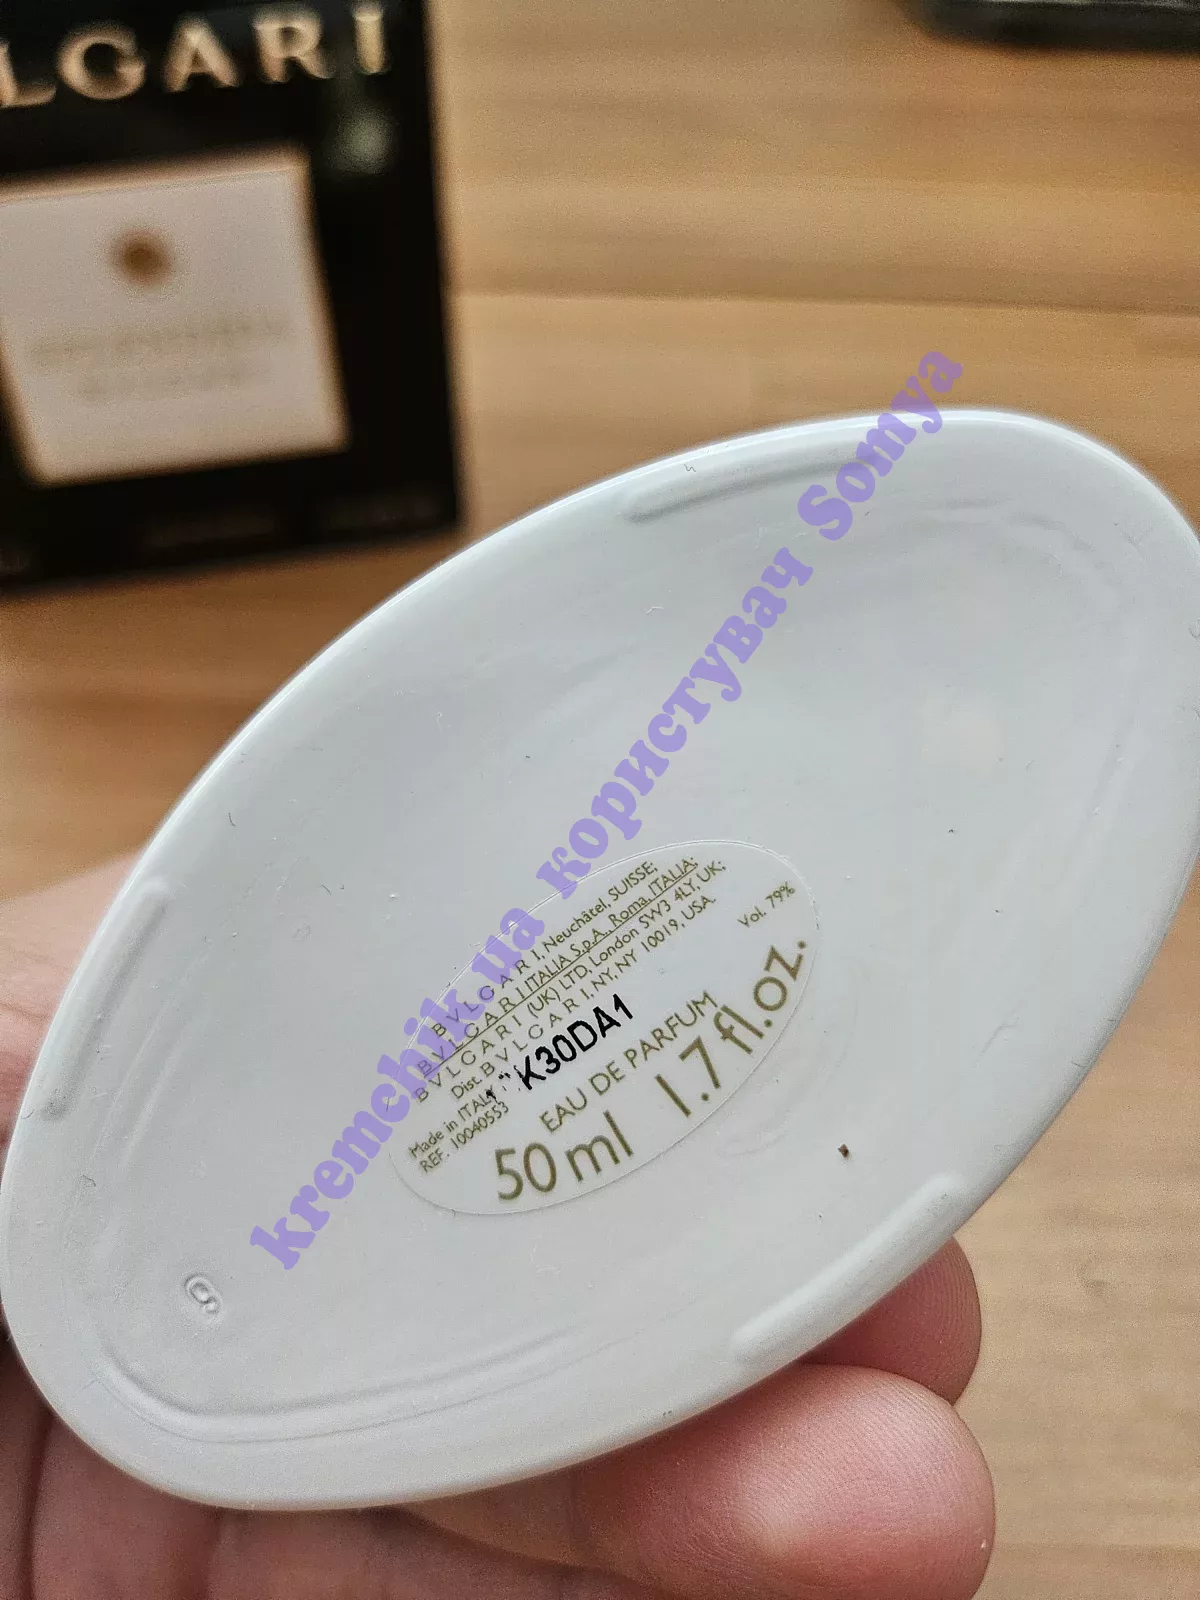 LGARI
kremchik.ua користувач Somya
BVLGARI, Neuchâtel, SUISSE;
BVLGARI ITALIA S.p.A., Roma, ITALIA;
BVLGARI (UK) LTD, London SW3 4LY, UK;
Dist. BVLGARI, NY, NY 10019, USA
Made in ITALY
K30DA1
Vol. 79%
REF. 10040553
EAU DE PARFUM
50 ml 1.7 fl.oz.
9